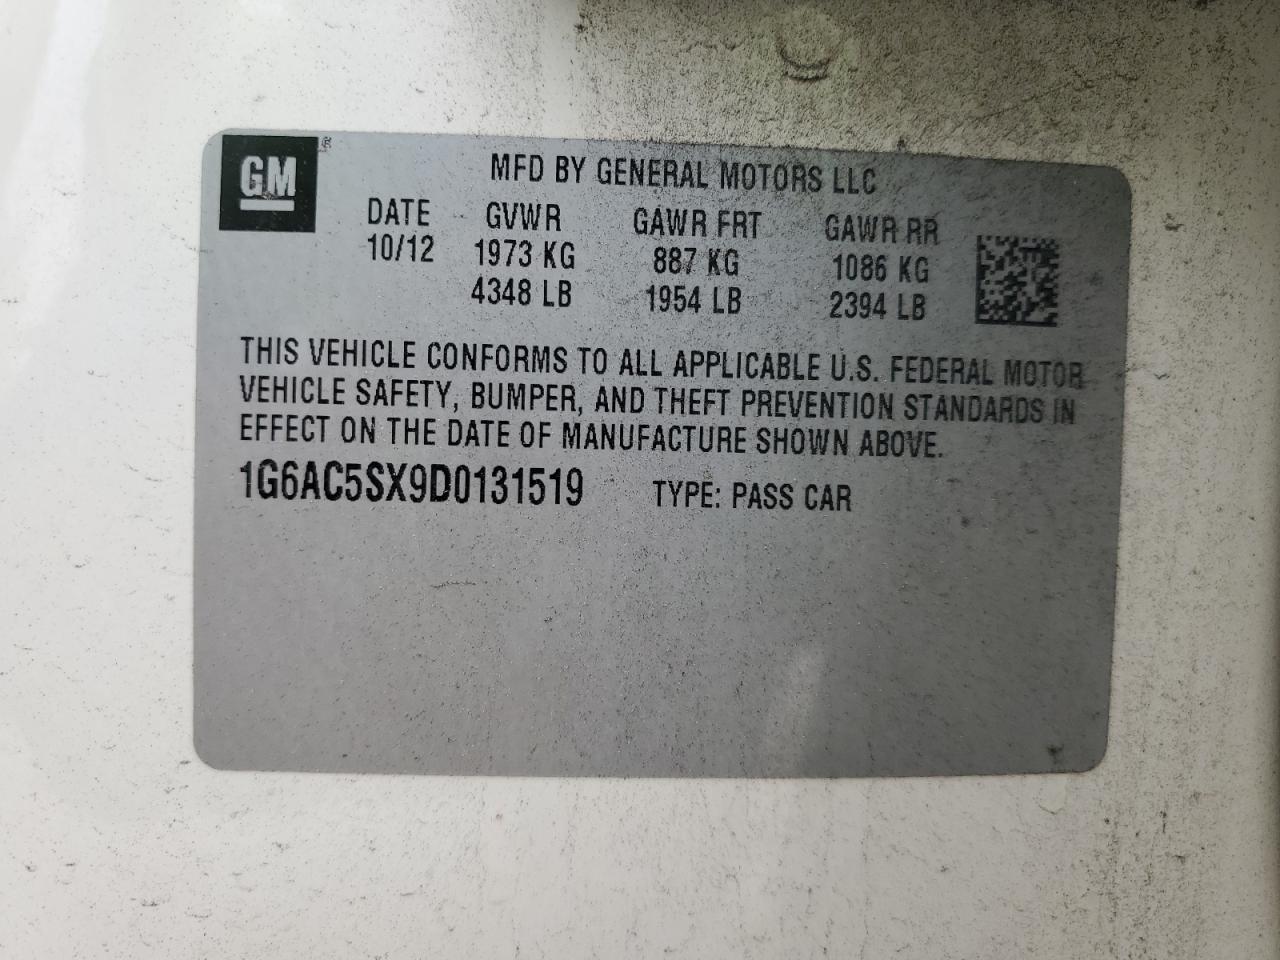 GM ®
MFD BY GENERAL MOTORS LLC
DATE GVWR GAWR FRT GAWR RR
10/12 1973 KG 887 KG 1086 KG
4348 LB 1954 LB 2394 LB
THIS VEHICLE CONFORMS TO ALL APPLICABLE U.S. FEDERAL MOTOR
VEHICLE SAFETY, BUMPER, AND THEFT PREVENTION STANDARDS IN
EFFECT ON THE DATE OF MANUFACTURE SHOWN ABOVE.
1G6AC5SX9D0131519 TYPE: PASS CAR